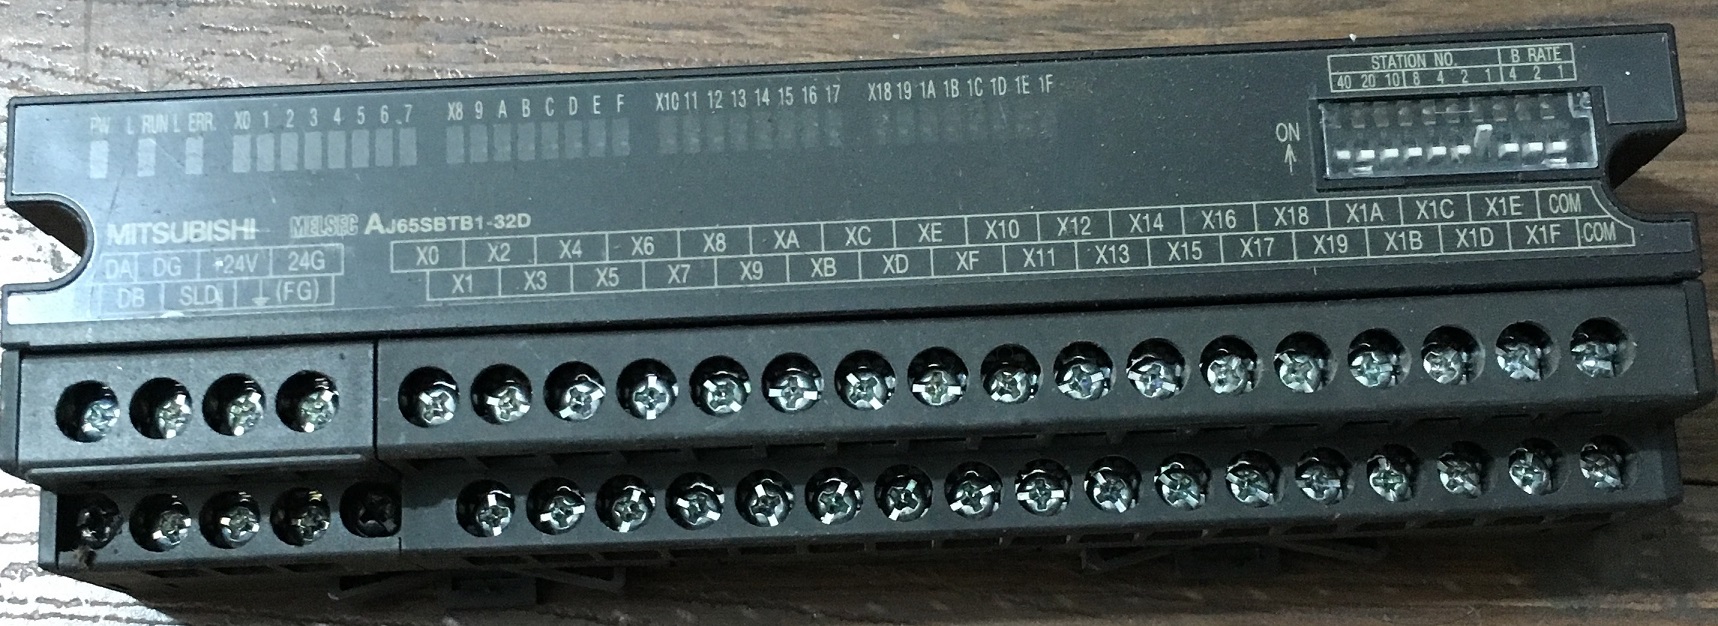 STATION NO. B RATE
40 20 10 8 4 2 1 4 2 1
PW L RUN L ERR. X0 1 2 3 4 5 6 7 X8 9 A B C D E F X10 11 12 13 14 15 16 17 X18 19 1A 1B 1C 1D 1E 1F
ON
MITSUBISHI MELSEC AJ65SBTB1-32D
DA DG +24V 24G X0 X2 X4 X6 X8 XA XC XE X10 X12 X14 X16 X18 X1A X1C X1E COM
DB SLD (FG) X1 X3 X5 X7 X9 XB XD XF X11 X13 X15 X17 X19 X1B X1D X1F COM